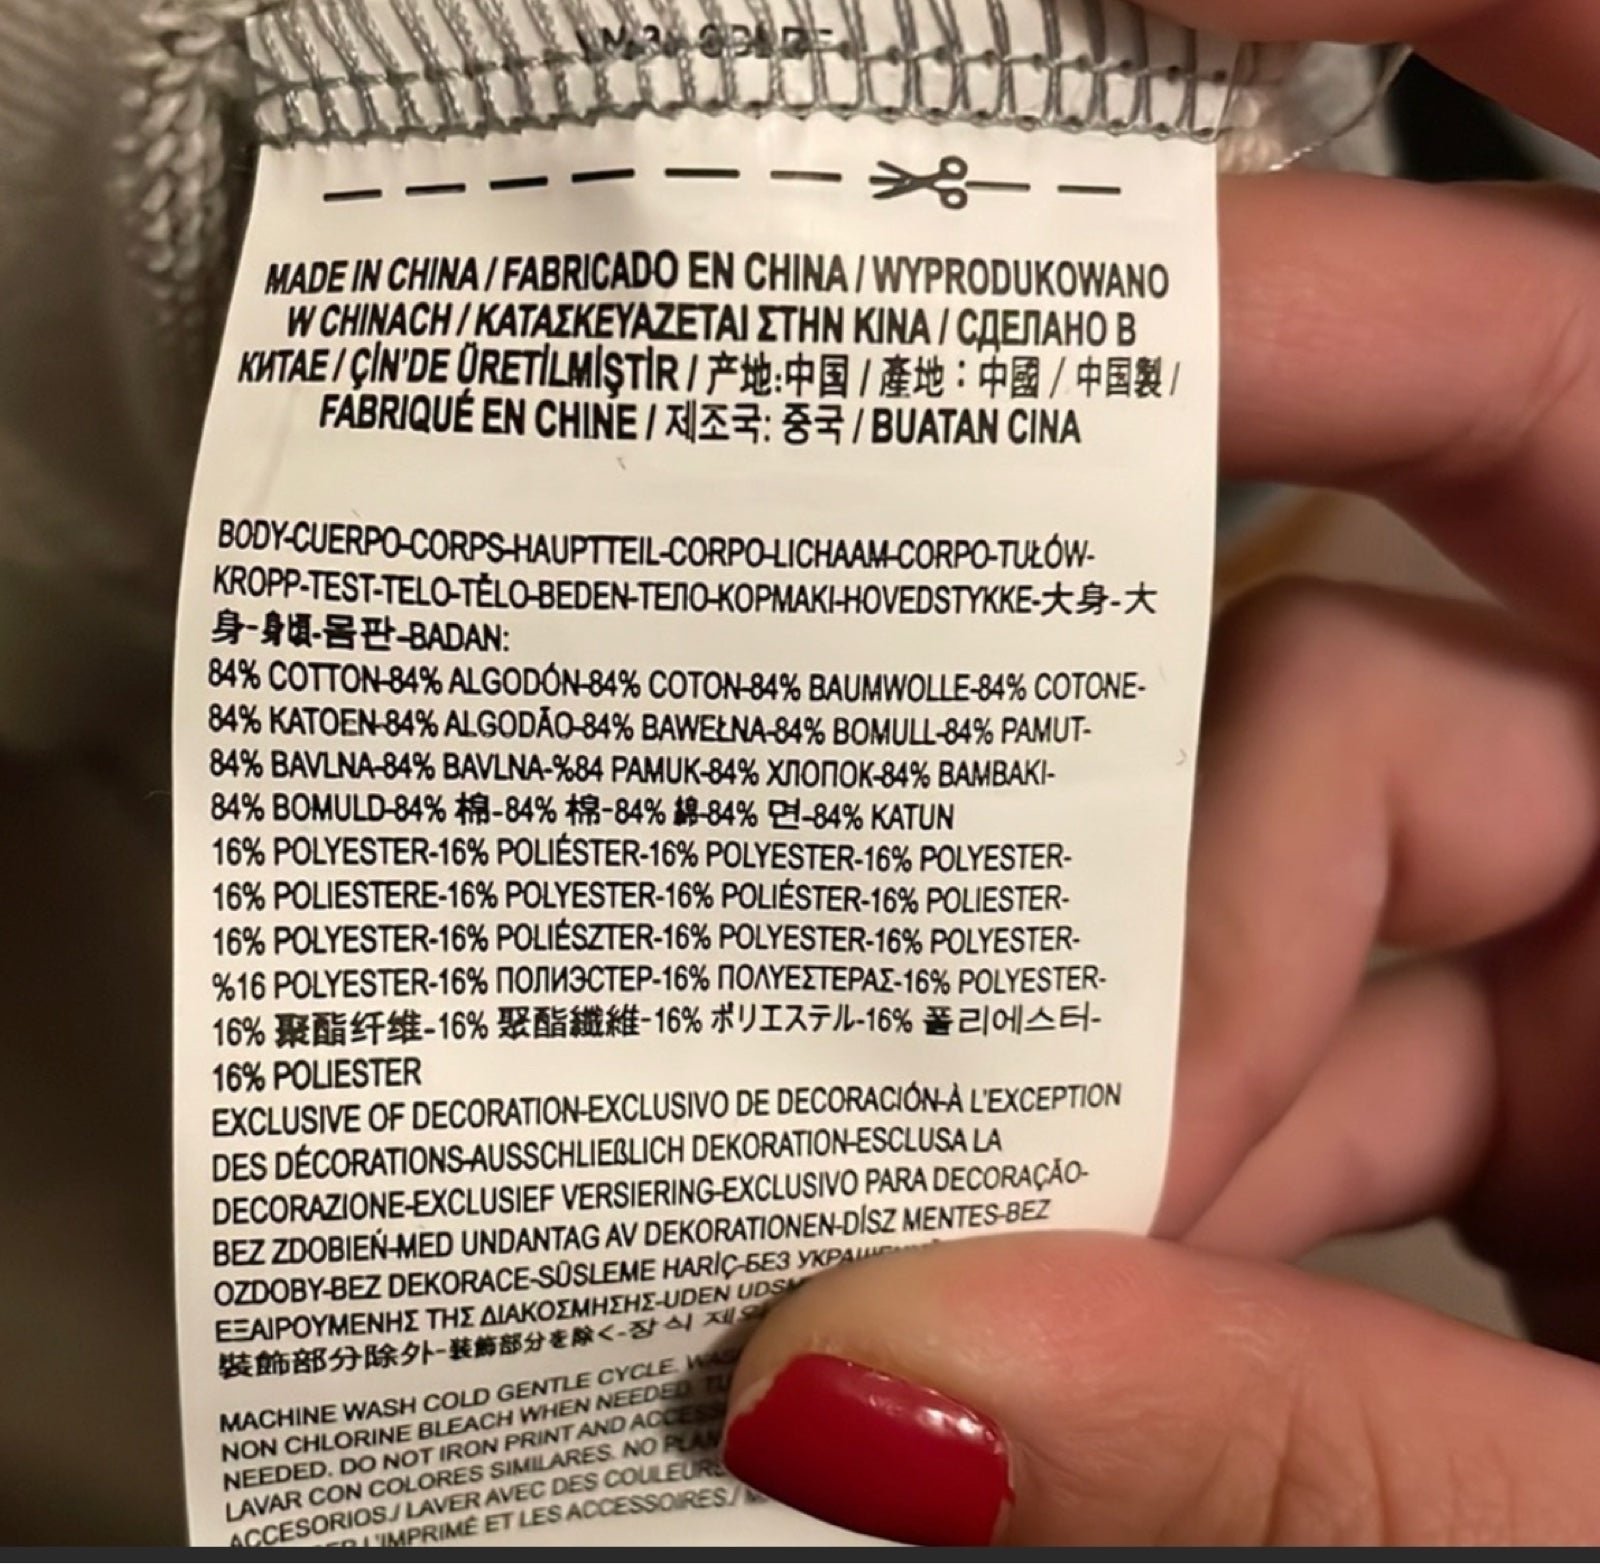 MADE IN CHINA / FABRICADO EN CHINA / WYPRODUKOWANO
W CHINACH / ΚΑΤΑΣΚΕΥΑΖΕΤΑΙ ΣΤΗΝ ΚΙΝΑ / СДЕЛАНО В
КИТАЕ / ÇİN'DE ÜRETİLMİŞTİR / 产地:中国 / 產地：中國 / 中国製 /
FABRIQUÉ EN CHINE / 제조국: 중국 / BUATAN CINA
BODY-CUERPO-CORPS-HAUPTTEIL-CORPO-LICHAAM-CORPO-TUŁÓW-
KROPP-TEST-TELO-TĚLO-BEDEN-ТЕЛО-ΚΟΡΜΑΚΙ-HOVEDSTYKKE-大身-大
身-身頃-몸판-BADAN:
84% COTTON-84% ALGODÓN-84% COTON-84% BAUMWOLLE-84% COTONE-
84% KATOEN-84% ALGODÃO-84% BAWEŁNA-84% BOMULL-84% PAMUT-
84% BAVLNA-84% BAVLNA-%84 PAMUK-84% ХЛОПОК-84% ΒΑΜΒΑΚΙ-
84% BOMULD-84% 棉-84% 棉-84% 綿-84% 면-84% KATUN
16% POLYESTER-16% POLIÉSTER-16% POLYESTER-16% POLYESTER-
16% POLIESTERE-16% POLYESTER-16% POLIÉSTER-16% POLIESTER-
16% POLYESTER-16% POLIÉSZTER-16% POLYESTER-16% POLYESTER-
%16 POLYESTER-16% ПОЛИЭСТЕР-16% ΠΟΛΥΕΣΤΕΡΑΣ-16% POLYESTER-
16% 聚酯纤维-16% 聚酯纖維-16% ポリエステル-16% 폴리에스터-
16% POLIESTER
EXCLUSIVE OF DECORATION-EXCLUSIVO DE DECORACIÓN-À L'EXCEPTION
DES DÉCORATIONS-AUSSCHLIEßLICH DEKORATION-ESCLUSA LA
DECORAZIONE-EXCLUSIEF VERSIERING-EXCLUSIVO PARA DECORAÇÃO-
BEZ ZDOBIEŃ-MED UNDANTAG AV DEKORATIONEN-DÍSZ MENTES-BEZ
OZDOBY-BEZ DEKORACE-SÜSLEME HARİÇ-БЕЗ
ΕΞΑΙΡΟΥΜΕΝΗΣ ΤΗΣ ΔΙΑΚΟΣΜΗΣΗΣ-UDEN
裝飾部分除外-装飾部分を除く-장식
MACHINE WASH COLD GENTLE CYCLE.
NON CHLORINE BLEACH WHEN NEEDED.
NEEDED. DO NOT IRON PRINT AND
LAVAR CON COLORES SIMILARES. NO
ACCESORIOS./ LAVER AVEC DES
L'IMPRIMÉ ET LES ACCESSOIRES./